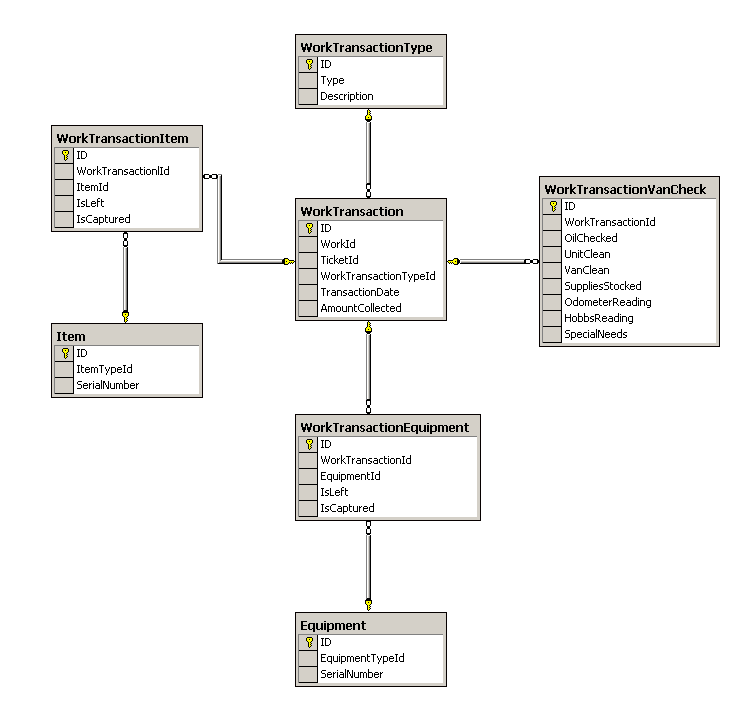 WorkTransactionType
ID
Type
Description
WorkTransactionItem
ID
WorkTransactionlId
ItemId
IsLeft
IsCaptured
WorkTransaction
ID
WorkId
TicketId
WorkTransactionTypeId
TransactionDate
AmountCollected
WorkTransactionVanCheck
ID
WorkTransactionId
OilChecked
UnitClean
VanClean
SuppliesStocked
OdometerReading
HobbsReading
SpecialNeeds
Item
ID
ItemTypeId
SerialNumber
WorkTransactionEquipment
ID
WorkTransactionId
EquipmentId
IsLeft
IsCaptured
Equipment
ID
EquipmentTypeId
SerialNumber